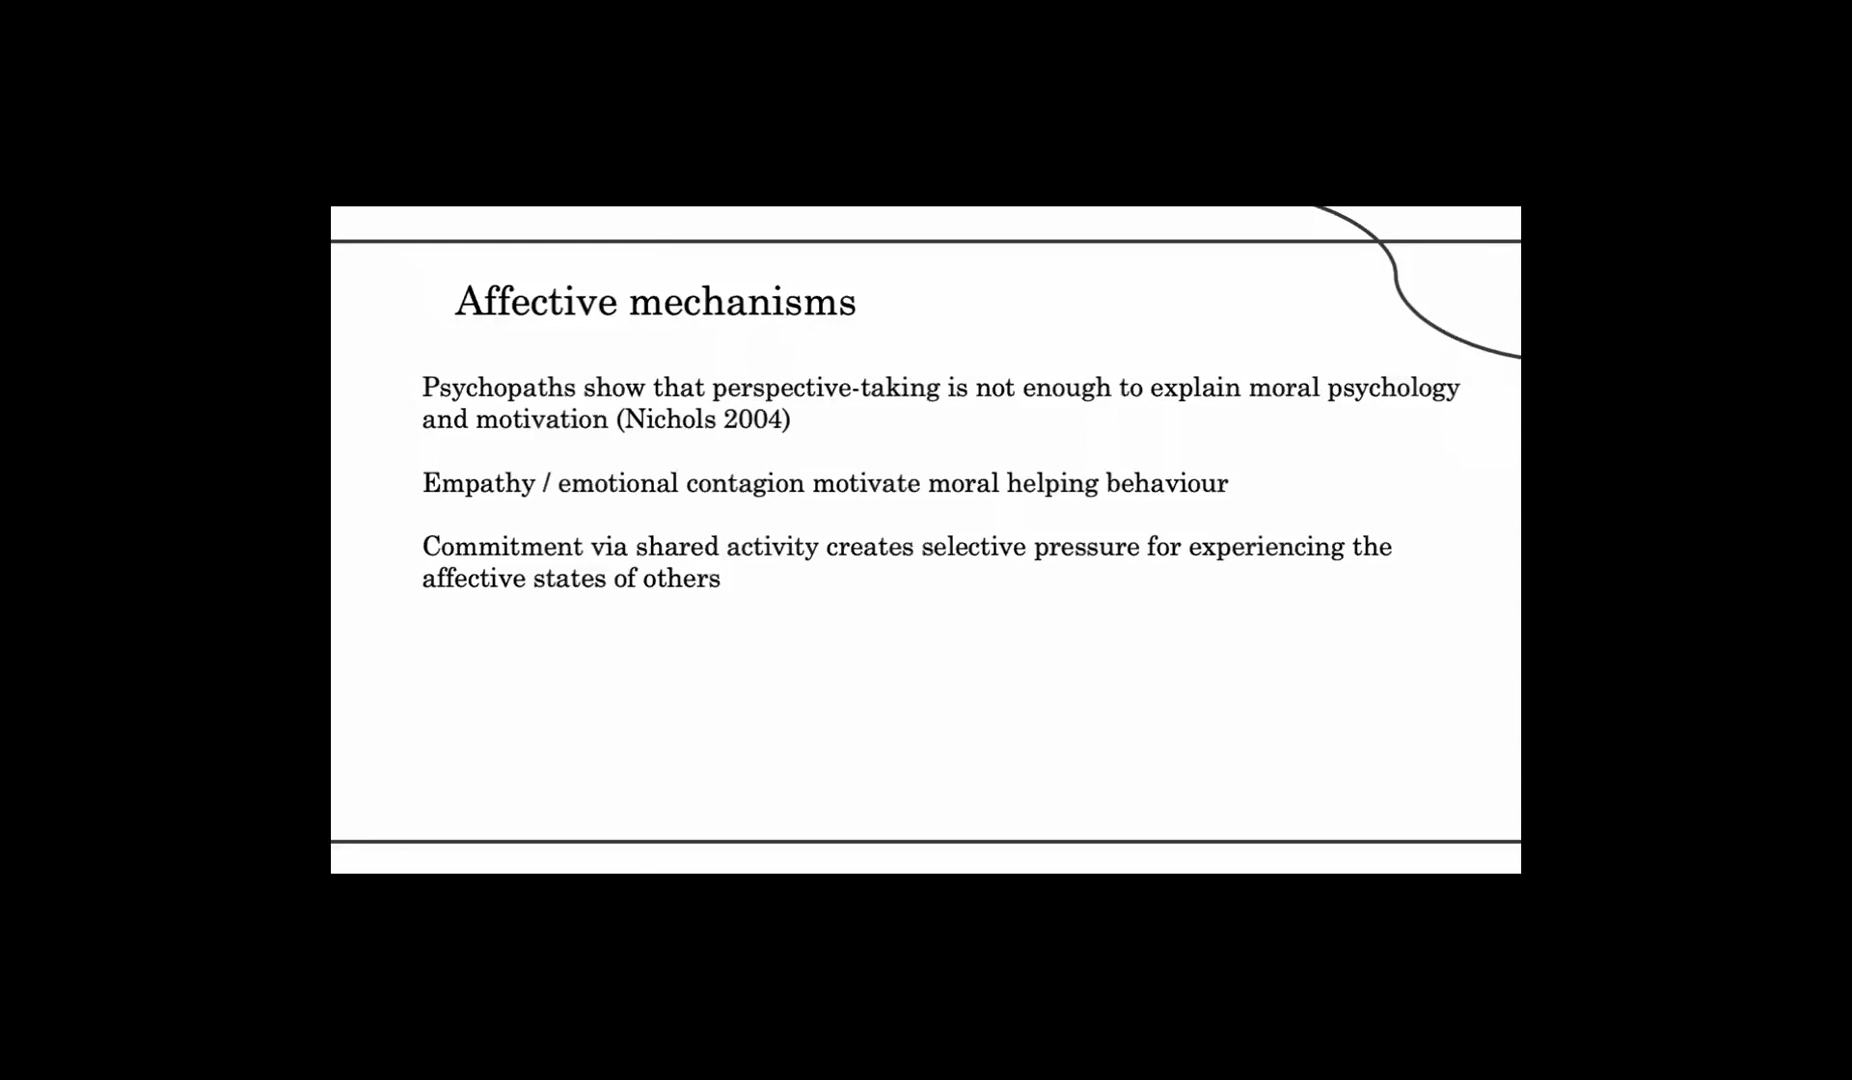 Affective mechanisms
Psychopaths show that perspective-taking is not enough to explain moral psychology
and motivation (Nichols 2004)
Empathy / emotional contagion motivate moral helping behaviour
Commitment via shared activity creates selective pressure for experiencing the
affective states of others